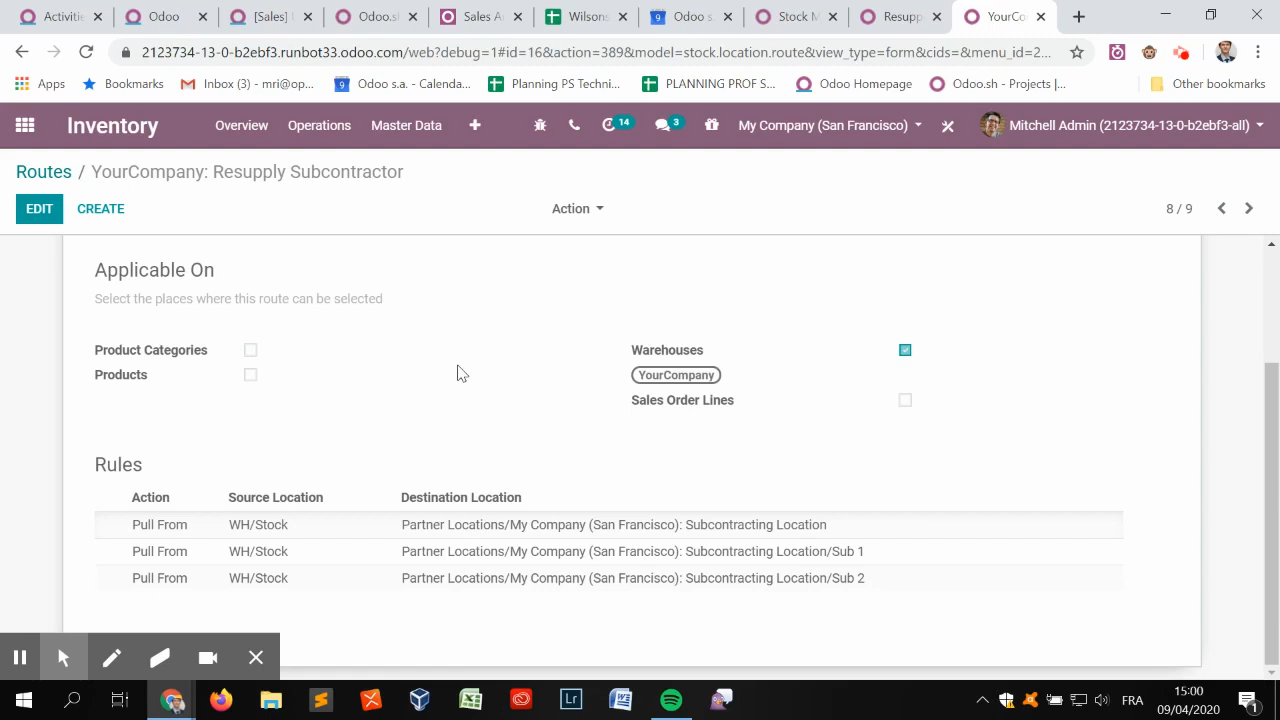 Activitie
Odoo
[Sales
Odoo.sh
Sales A
Wilsons
Odoo s
Stock M
Resupp
YourCo
2123734-13-0-b2ebf3.runbot33.odoo.com/web?debug=1#id=16&action=389&model=stock.location.route&view_type=form&cids=&menu_id=2...
Apps
Bookmarks
Inbox (3) - mri@op...
Odoo s.a. - Calenda...
Planning PS Techni...
PLANNING PROF S...
Odoo Homepage
Odoo.sh - Projects |...
Other bookmarks
Inventory
Overview
Operations
Master Data
14
3
My Company (San Francisco)
Mitchell Admin (2123734-13-0-b2ebf3-all)
Routes / YourCompany: Resupply Subcontractor
EDIT
CREATE
Action
8 / 9
Applicable On
Select the places where this route can be selected
Product Categories
Warehouses
Products
YourCompany
Sales Order Lines
Rules
Action Source Location Destination Location
Pull From WH/Stock Partner Locations/My Company (San Francisco): Subcontracting Location
Pull From WH/Stock Partner Locations/My Company (San Francisco): Subcontracting Location/Sub 1
Pull From WH/Stock Partner Locations/My Company (San Francisco): Subcontracting Location/Sub 2
FRA
15:00
09/04/2020
1